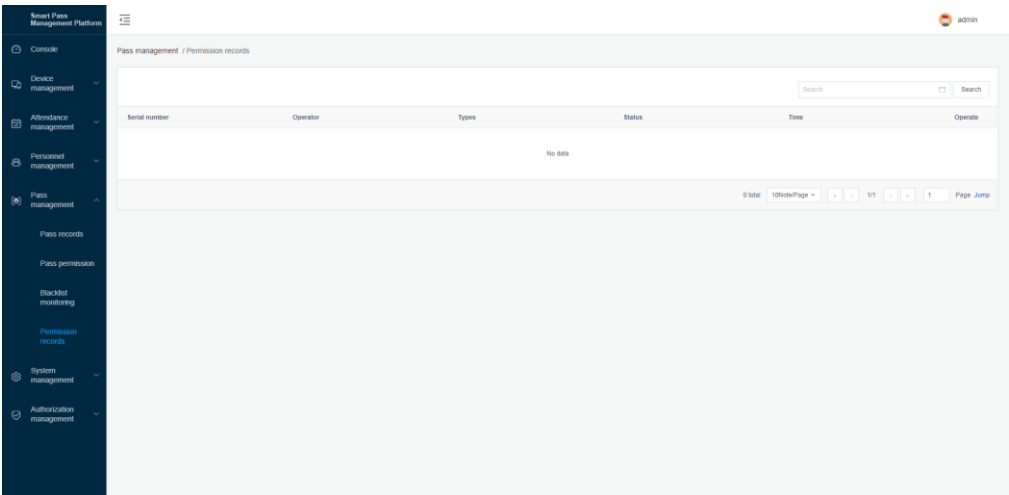 Smart Pass
Management Platform
admin
Console
Pass management / Permission records
Device
management
Search
Search
Attendance
management
Serial number Operator Types Status Time Operate
No data
Personnel
management
Pass
management
0 total 10Note/Page « ‹ 1/1 › » 1 Page Jump
Pass records
Pass permission
Blacklist
monitoring
Permission
records
System
management
Authorization
management